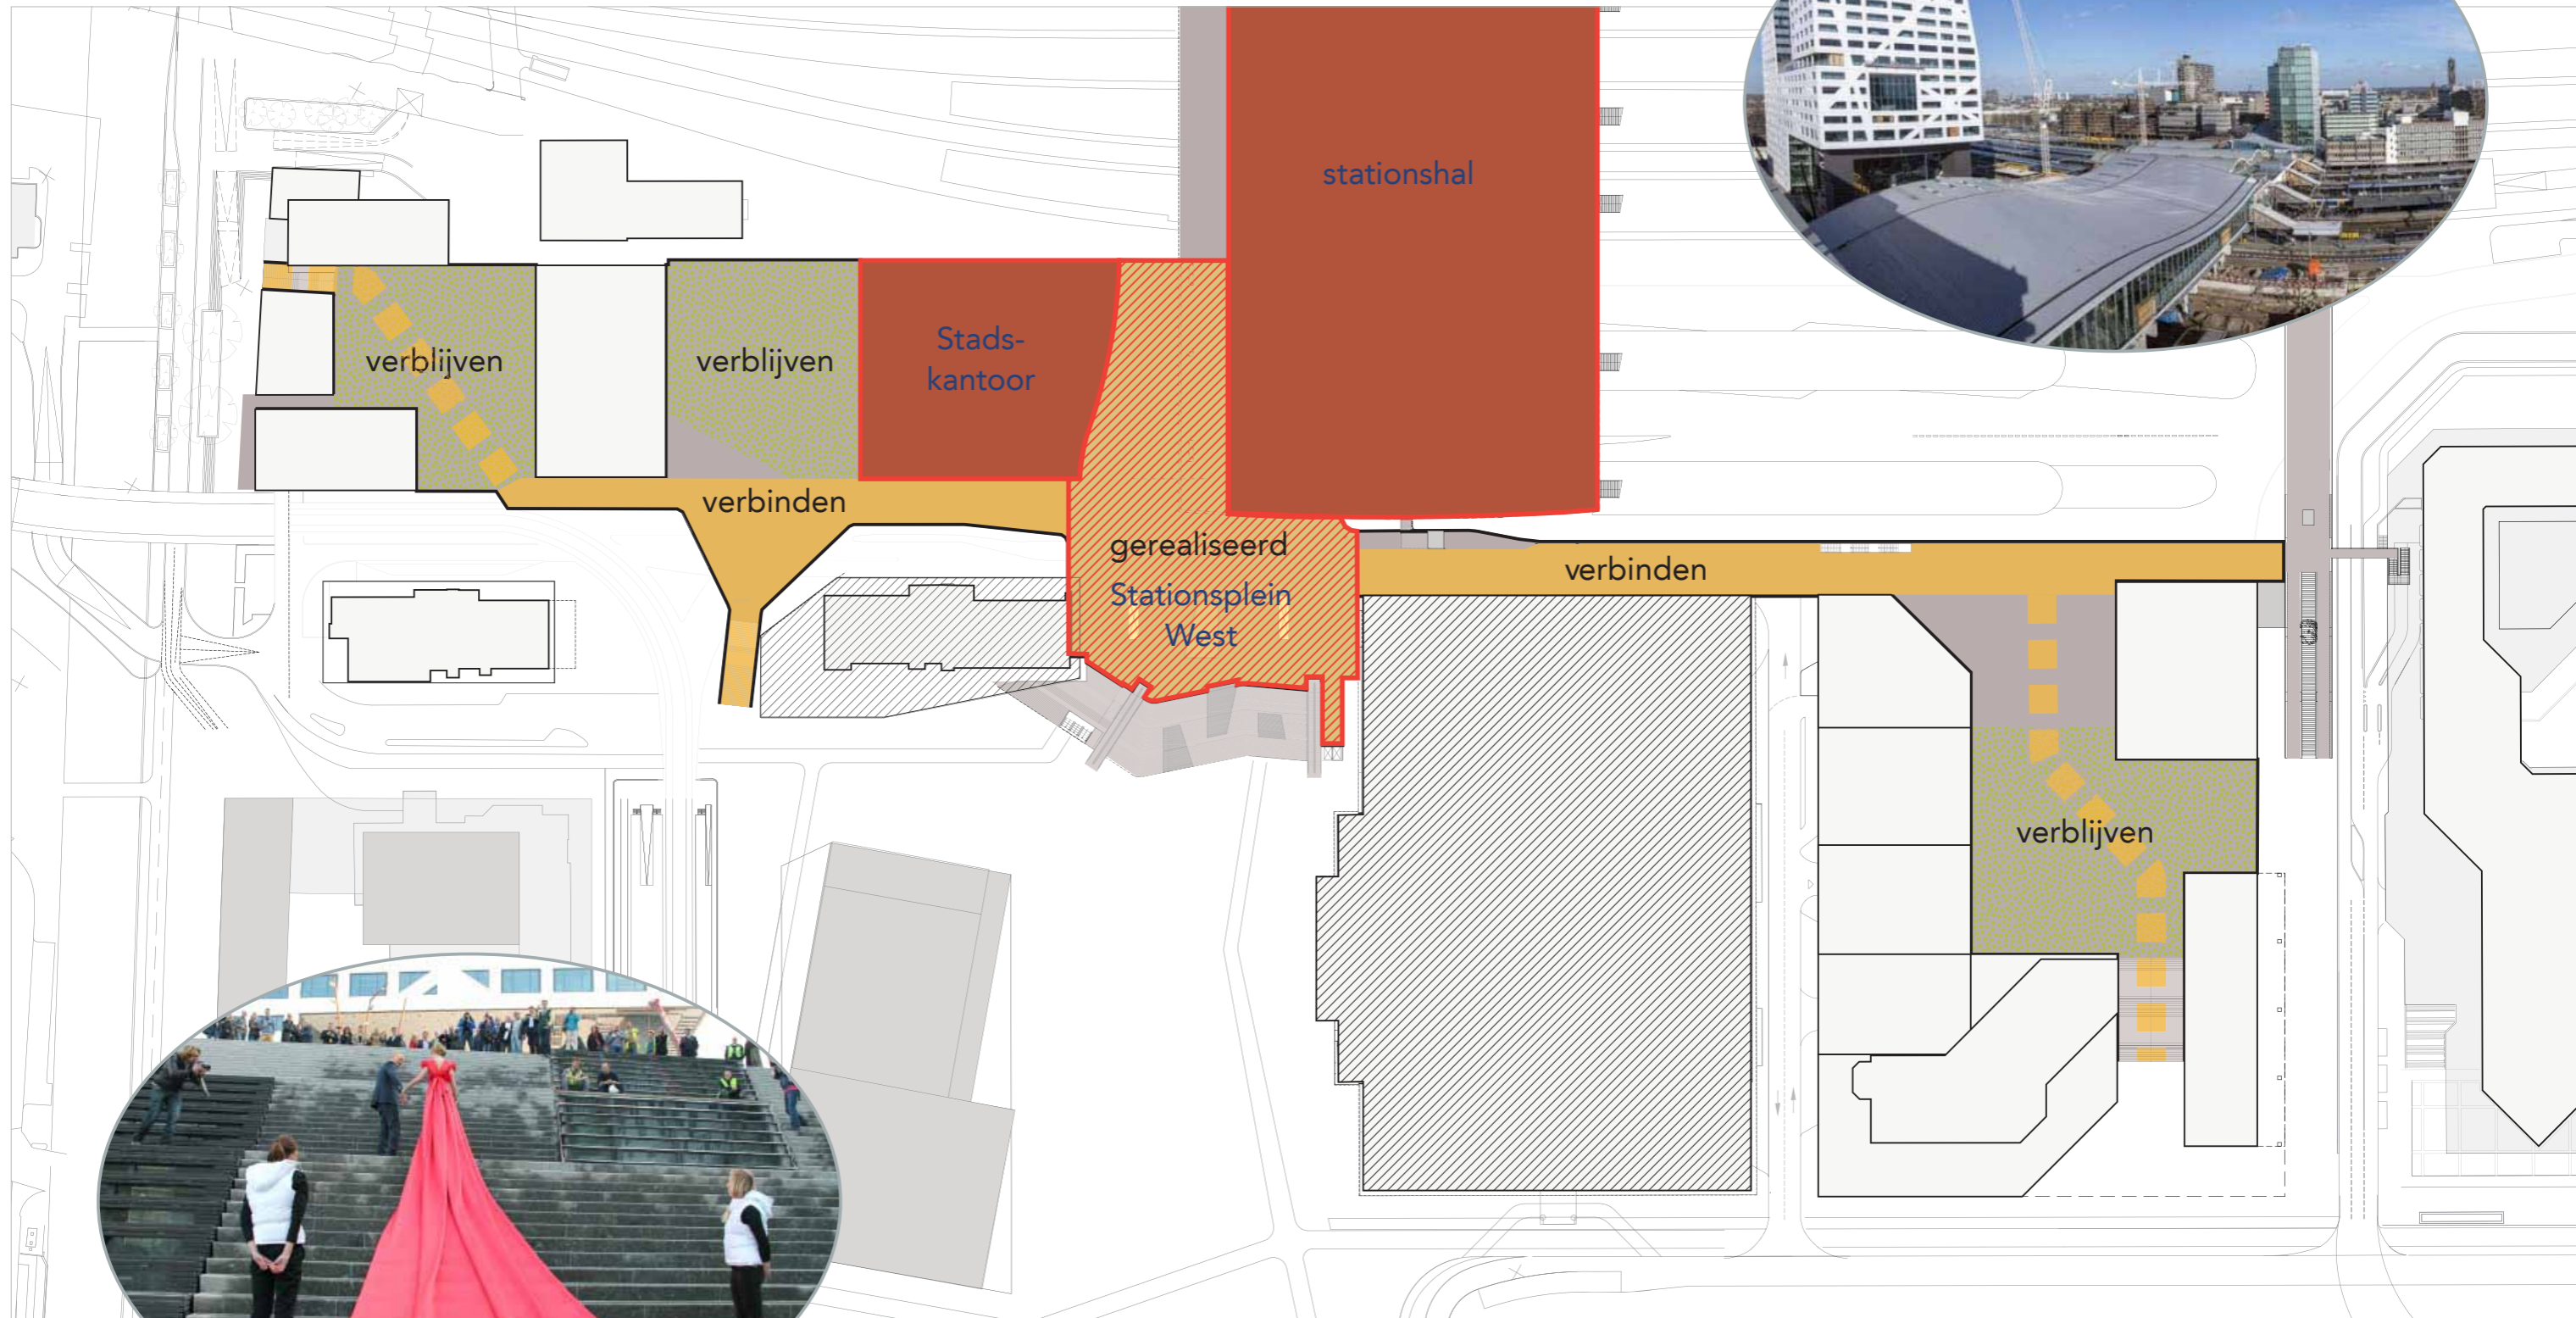 stationshal
Stads-
kantoor
verblijven
verblijven
verbinden
gerealiseerd
Stationsplein
West
verbinden
verblijven